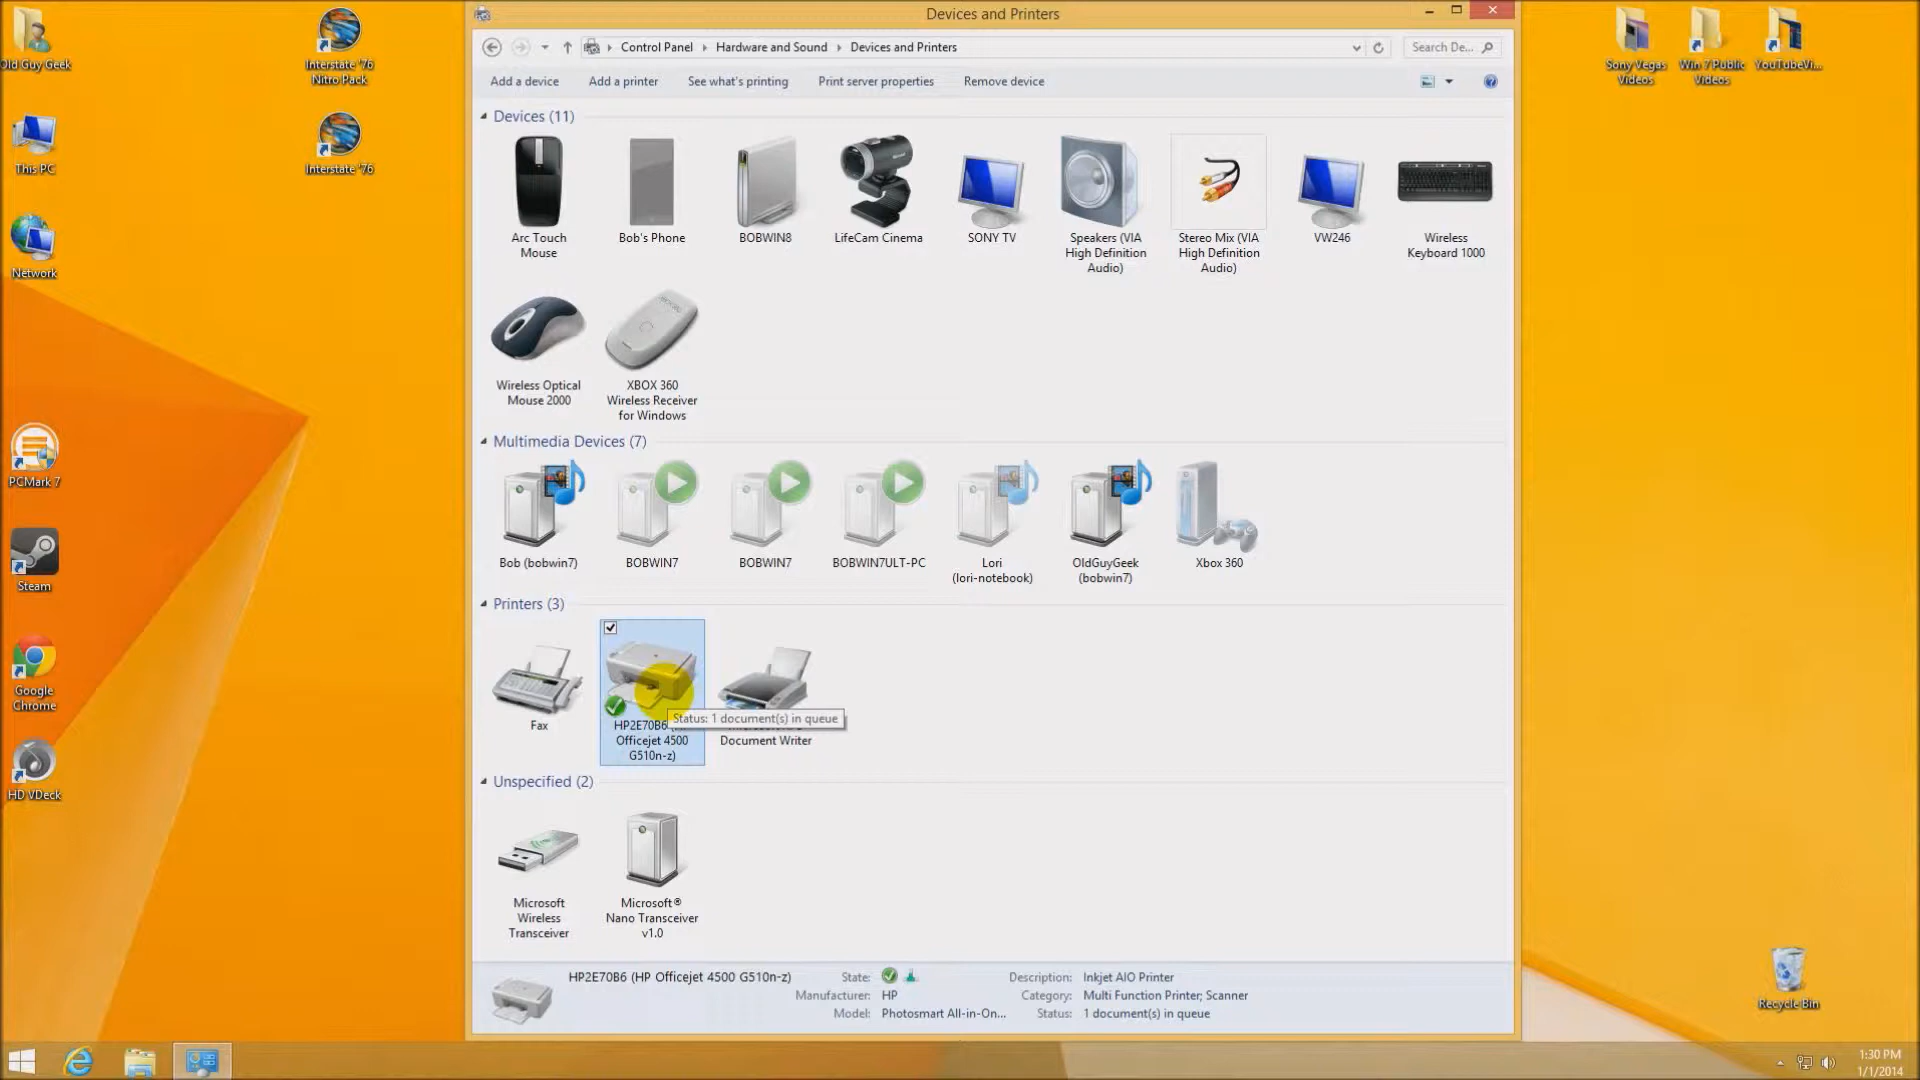 Devices and Printers
Control Panel
Hardware and Sound
Devices and Printers
Search De...
Add a device
Add a printer
See what's printing
Print server properties
Remove device
Devices (11)
Arc Touch
Mouse
Bob's Phone
BOBWIN8
LifeCam Cinema
SONY TV
Speakers (VIA
High Definition
Audio)
Stereo Mix (VIA
High Definition
Audio)
VW246
Wireless
Keyboard 1000
Wireless Optical
Mouse 2000
XBOX 360
Wireless Receiver
for Windows
Multimedia Devices (7)
Bob (bobwin7)
BOBWIN7
BOBWIN7
BOBWIN7ULT-PC
Lori
(lori-notebook)
OldGuyGeek
(bobwin7)
Xbox 360
Printers (3)
Fax
HP2E70B6
Officejet 4500
G510n-z)
Status: 1 document(s) in queue
Document Writer
Unspecified (2)
Microsoft
Wireless
Transceiver
Microsoft®
Nano Transceiver
v1.0
HP2E70B6 (HP Officejet 4500 G510n-z)
State:
Manufacturer: HP
Model: Photosmart All-in-On...
Description: Inkjet AIO Printer
Category: Multi Function Printer; Scanner
Status: 1 document(s) in queue
Old Guy Geek
This PC
Network
PCMark 7
Steam
Google
Chrome
HD VDeck
Interstate '76
Nitro Pack
Interstate '76
Sony Vegas
Videos
Win 7 Public
Videos
YouTubeVi...
Recycle Bin
1:30 PM
1/1/2014